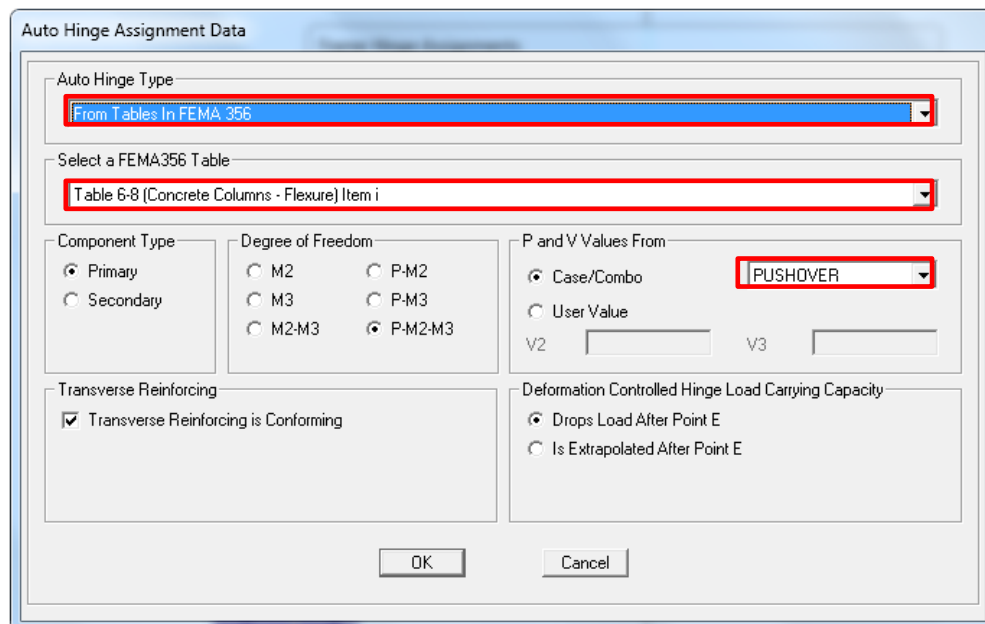 Auto Hinge Assignment Data
Auto Hinge Type
From Tables In FEMA 356
Select a FEMA356 Table
Table 6-8 (Concrete Columns - Flexure) Item i
Component Type
Primary
Secondary
Degree of Freedom
M2
P-M2
M3
P-M3
M2-M3
P-M2-M3
P and V Values From
Case/Combo
PUSHOVER
User Value
V2
V3
Transverse Reinforcing
Transverse Reinforcing is Conforming
Deformation Controlled Hinge Load Carrying Capacity
Drops Load After Point E
Is Extrapolated After Point E
OK
Cancel